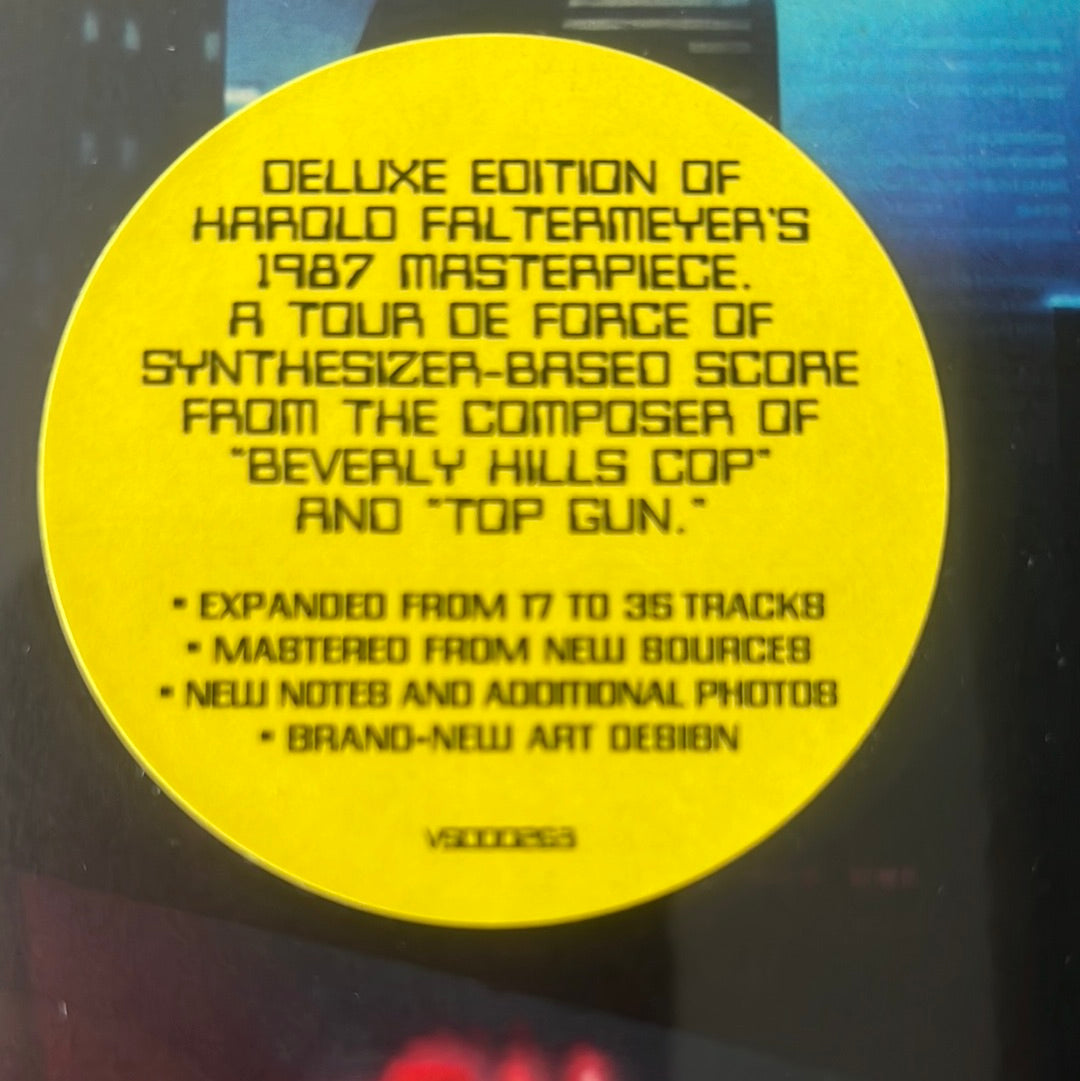 DELUXE EDITION OF
HAROLD FALTERMEYER'S
1987 MASTERPIECE.
A TOUR DE FORCE OF
SYNTHESIZER-BASED SCORE
FROM THE COMPOSER OF
"BEVERLY HILLS COP"
AND "TOP GUN."
• EXPANDED FROM 17 TO 35 TRACKS
• MASTERED FROM NEW SOURCES
• NEW NOTES AND ADDITIONAL PHOTOS
• BRAND-NEW ART DESIGN
VS000263